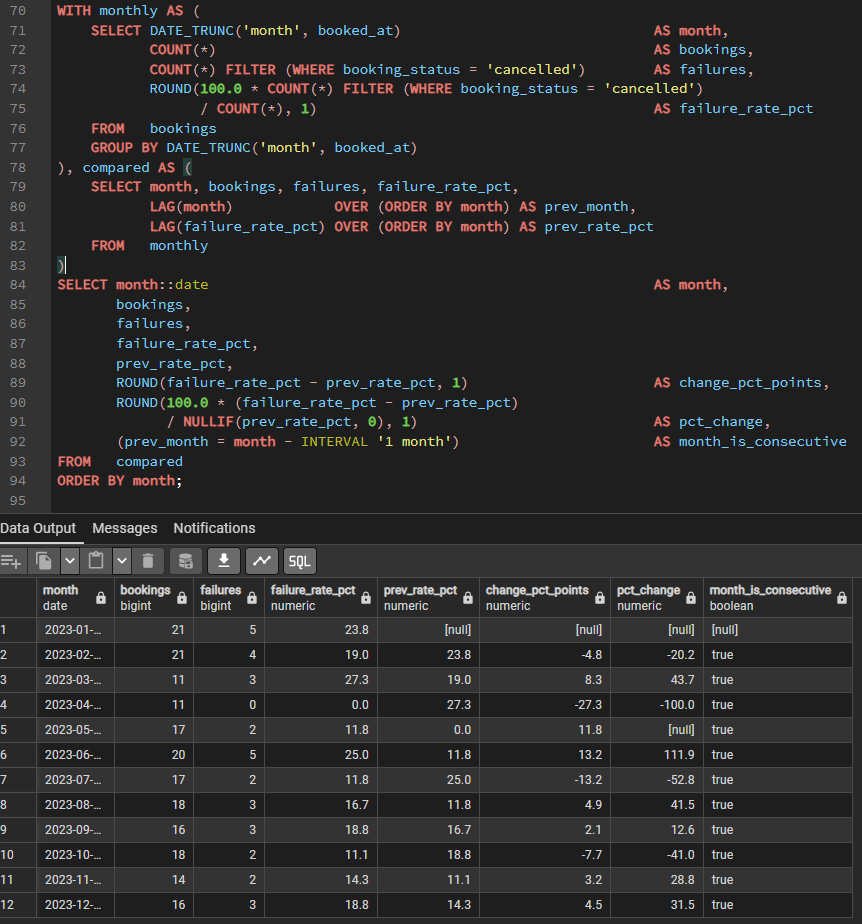 70 WITH monthly AS (
71 SELECT DATE_TRUNC('month', booked_at) AS month,
72 COUNT(*) AS bookings,
73 COUNT(*) FILTER (WHERE booking_status = 'cancelled') AS failures,
74 ROUND(100.0 * COUNT(*) FILTER (WHERE booking_status = 'cancelled')
75 / COUNT(*), 1) AS failure_rate_pct
76 FROM bookings
77 GROUP BY DATE_TRUNC('month', booked_at)
78 ), compared AS (
79 SELECT month, bookings, failures, failure_rate_pct,
80 LAG(month) OVER (ORDER BY month) AS prev_month,
81 LAG(failure_rate_pct) OVER (ORDER BY month) AS prev_rate_pct
82 FROM monthly
83 )
84 SELECT month::date AS month,
85 bookings,
86 failures,
87 failure_rate_pct,
88 prev_rate_pct,
89 ROUND(failure_rate_pct - prev_rate_pct, 1) AS change_pct_points,
90 ROUND(100.0 * (failure_rate_pct - prev_rate_pct)
91 / NULLIF(prev_rate_pct, 0), 1) AS pct_change,
92 (prev_month = month - INTERVAL '1 month') AS month_is_consecutive
93 FROM compared
94 ORDER BY month;
95
Data Output Messages Notifications
SQL
month bookings failures failure_rate_pct prev_rate_pct change_pct_points pct_change month_is_consecutive
date bigint bigint numeric numeric numeric numeric boolean
1 2023-01-... 21 5 23.8 [null] [null] [null] [null]
2 2023-02-... 21 4 19.0 23.8 -4.8 -20.2 true
3 2023-03-... 11 3 27.3 19.0 8.3 43.7 true
4 2023-04-... 11 0 0.0 27.3 -27.3 -100.0 true
5 2023-05-... 17 2 11.8 0.0 11.8 [null] true
6 2023-06-... 20 5 25.0 11.8 13.2 111.9 true
7 2023-07-... 17 2 11.8 25.0 -13.2 -52.8 true
8 2023-08-... 18 3 16.7 11.8 4.9 41.5 true
9 2023-09-... 16 3 18.8 16.7 2.1 12.6 true
10 2023-10-... 18 2 11.1 18.8 -7.7 -41.0 true
11 2023-11-... 14 2 14.3 11.1 3.2 28.8 true
12 2023-12-... 16 3 18.8 14.3 4.5 31.5 true